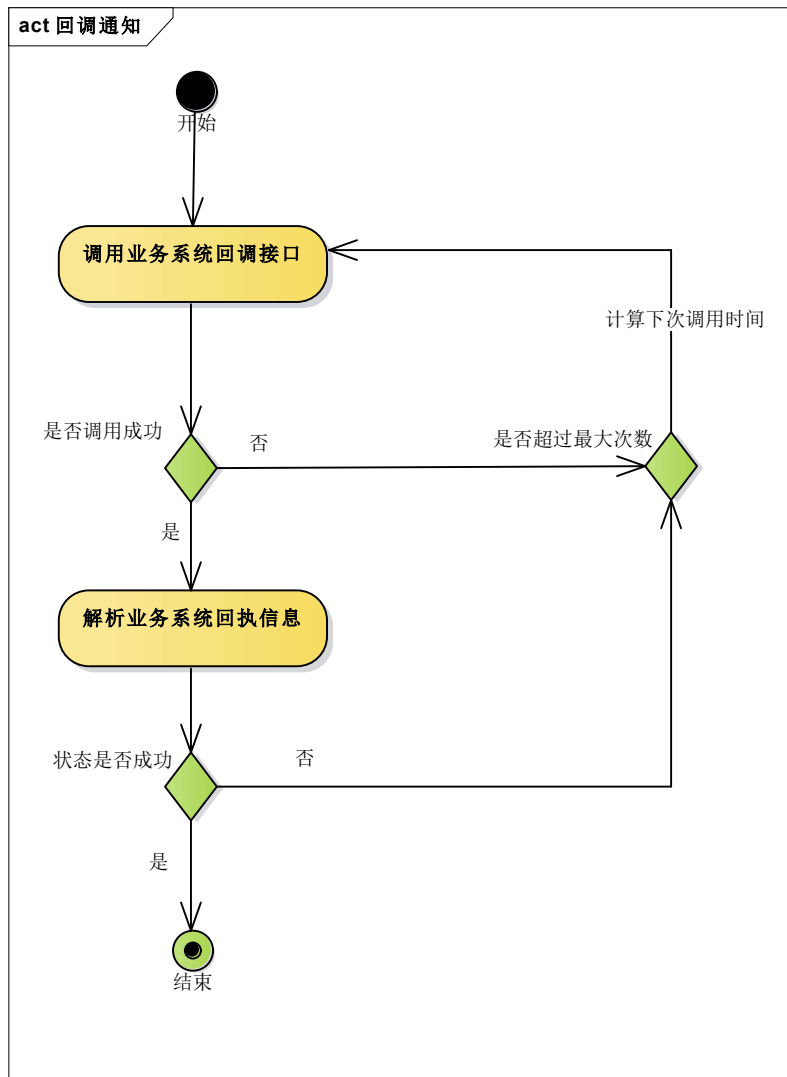 act 回调通知
开始
调用业务系统回调接口
计算下次调用时间
是否调用成功
否
是否超过最大次数
是
解析业务系统回执信息
状态是否成功
否
是
结束